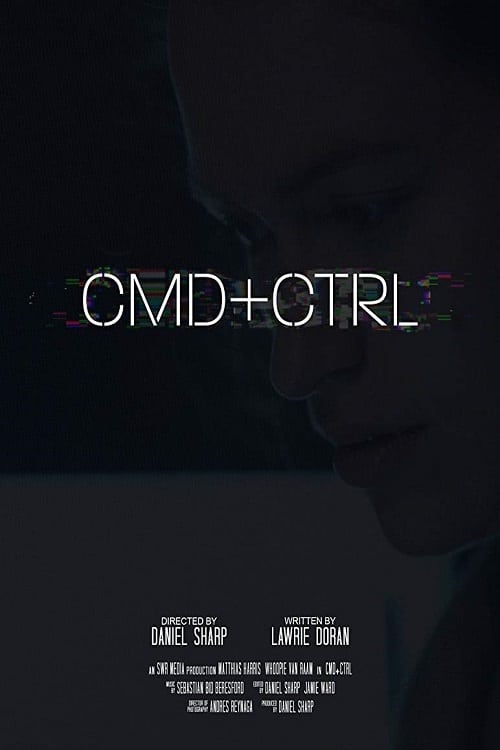 CMD+CTRL
DIRECTED BY WRITTEN BY
DANIEL SHARP LAWRIE DORAN
AN SWR MEDIA PRODUCTION MATTHIAS HARRIS WHOOPIE VAN RAAM IN CMD+CTRL
MUSIC BY SEBASTIAN BID BERESFORD EDITED BY DANIEL SHARP JAMIE WARD
DIRECTOR OF PHOTOGRAPHY ANDRES REYNAGA PRODUCED BY DANIEL SHARP